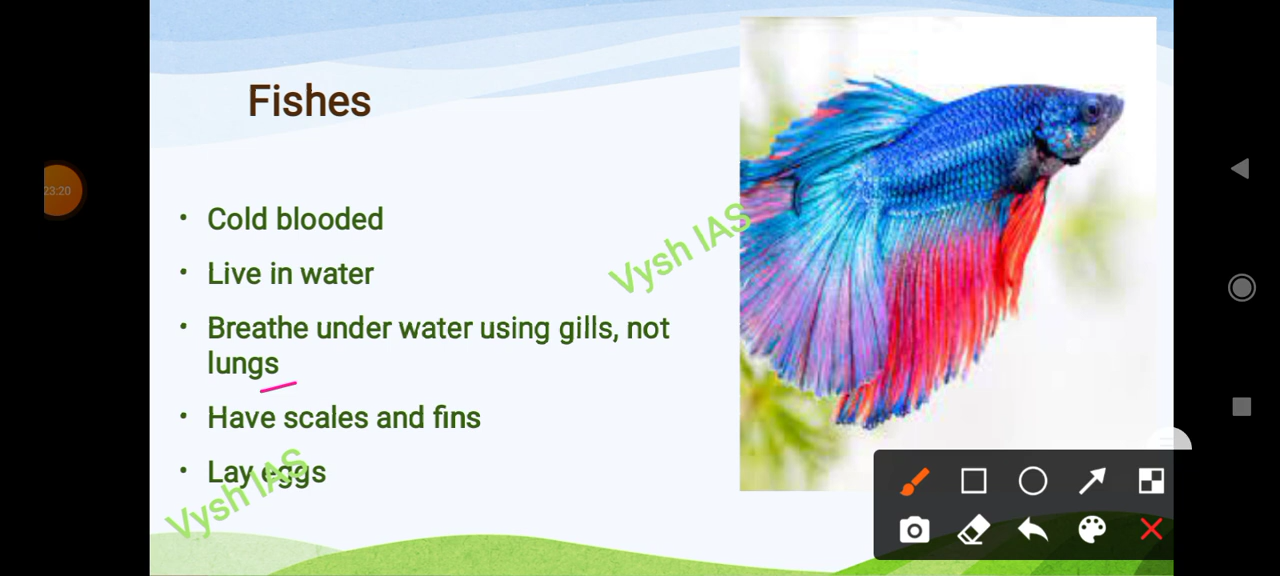 Fishes
23:20
• Cold blooded
• Live in water
Vysh IAS
• Breathe under water using gills, not
lungs
• Have scales and fins
• Lay eggs
Vysh IAS